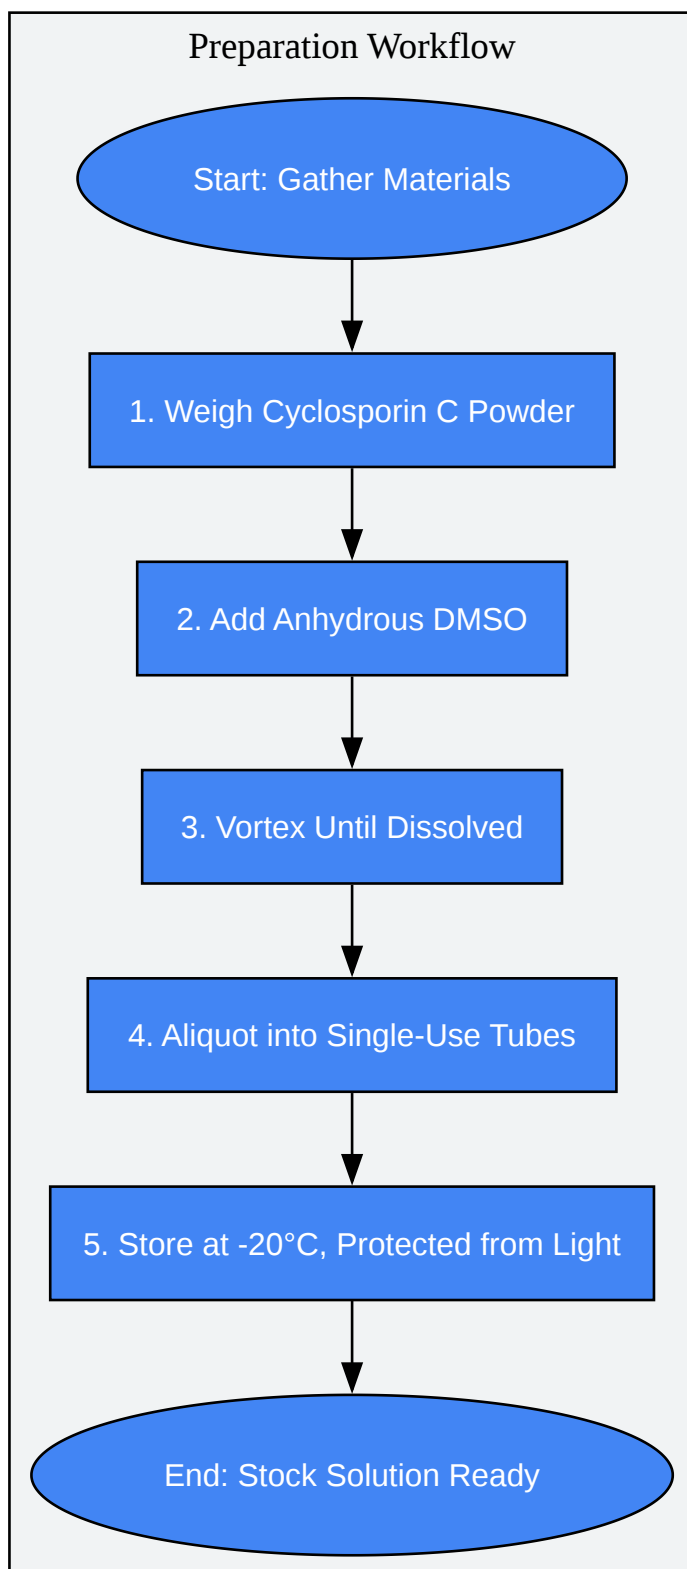 Preparation Workflow
Start: Gather Materials
1. Weigh Cyclosporin C Powder
2. Add Anhydrous DMSO
3. Vortex Until Dissolved
4. Aliquot into Single-Use Tubes
5. Store at -20°C, Protected from Light
End: Stock Solution Ready